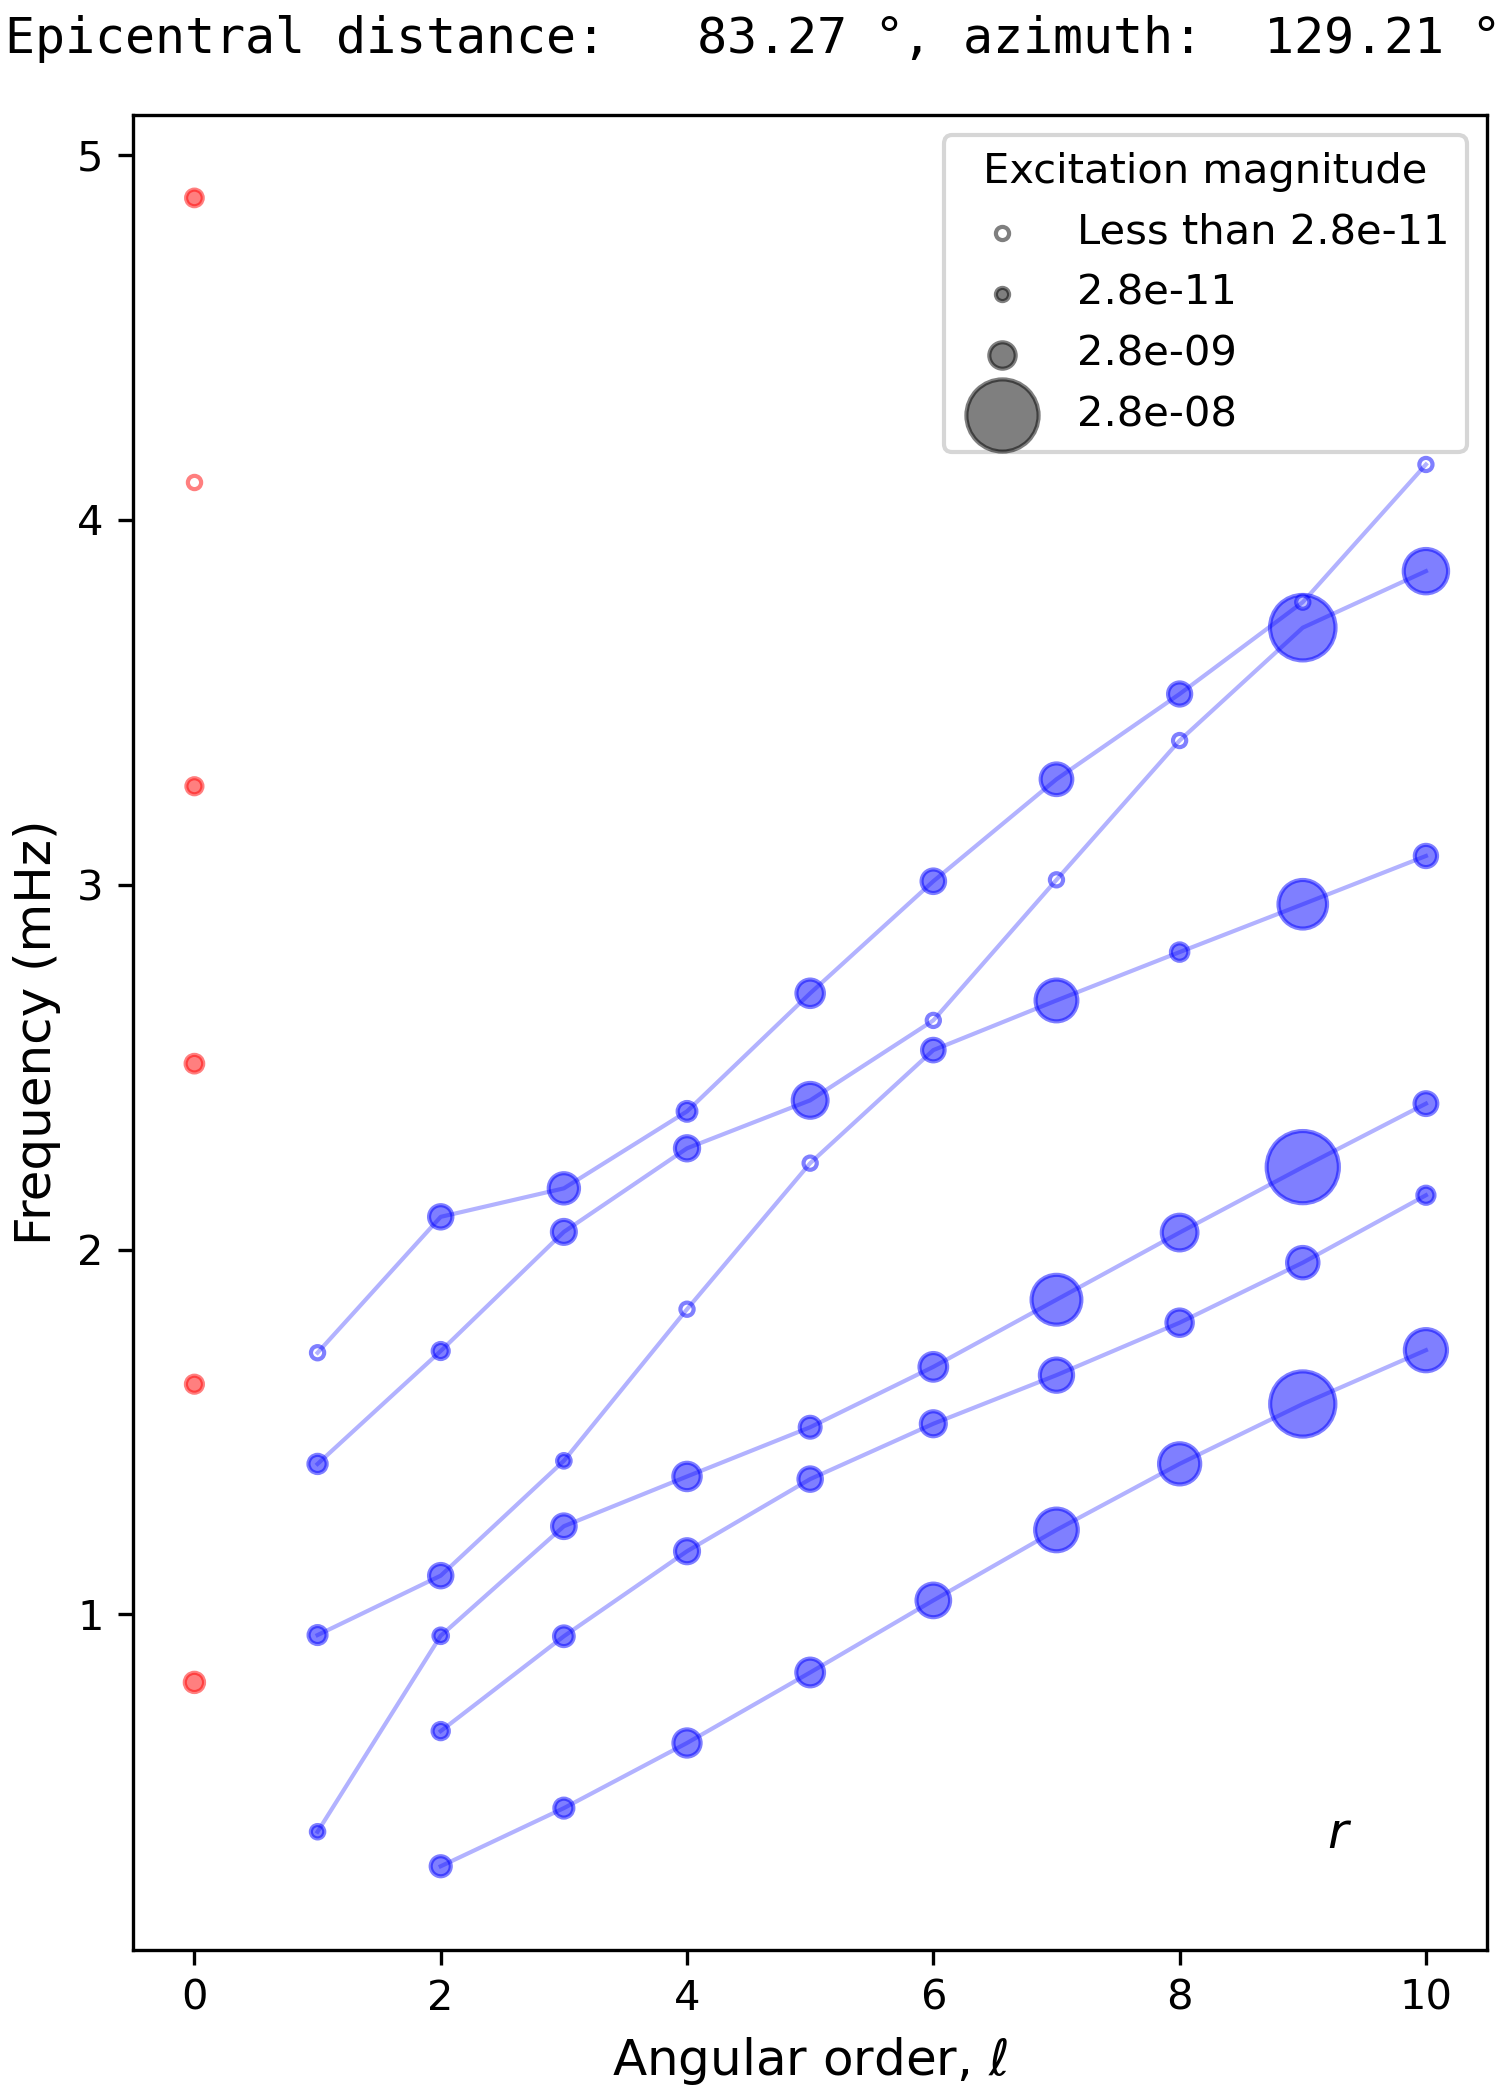 Epicentral distance:   83.27 °, azimuth:  129.21 °
Excitation magnitude
Less than 2.8e-11
2.8e-11
2.8e-09
2.8e-08
5
4
3
2
1
Frequency (mHz)
r
0 2 4 6 8 10
Angular order, ℓ